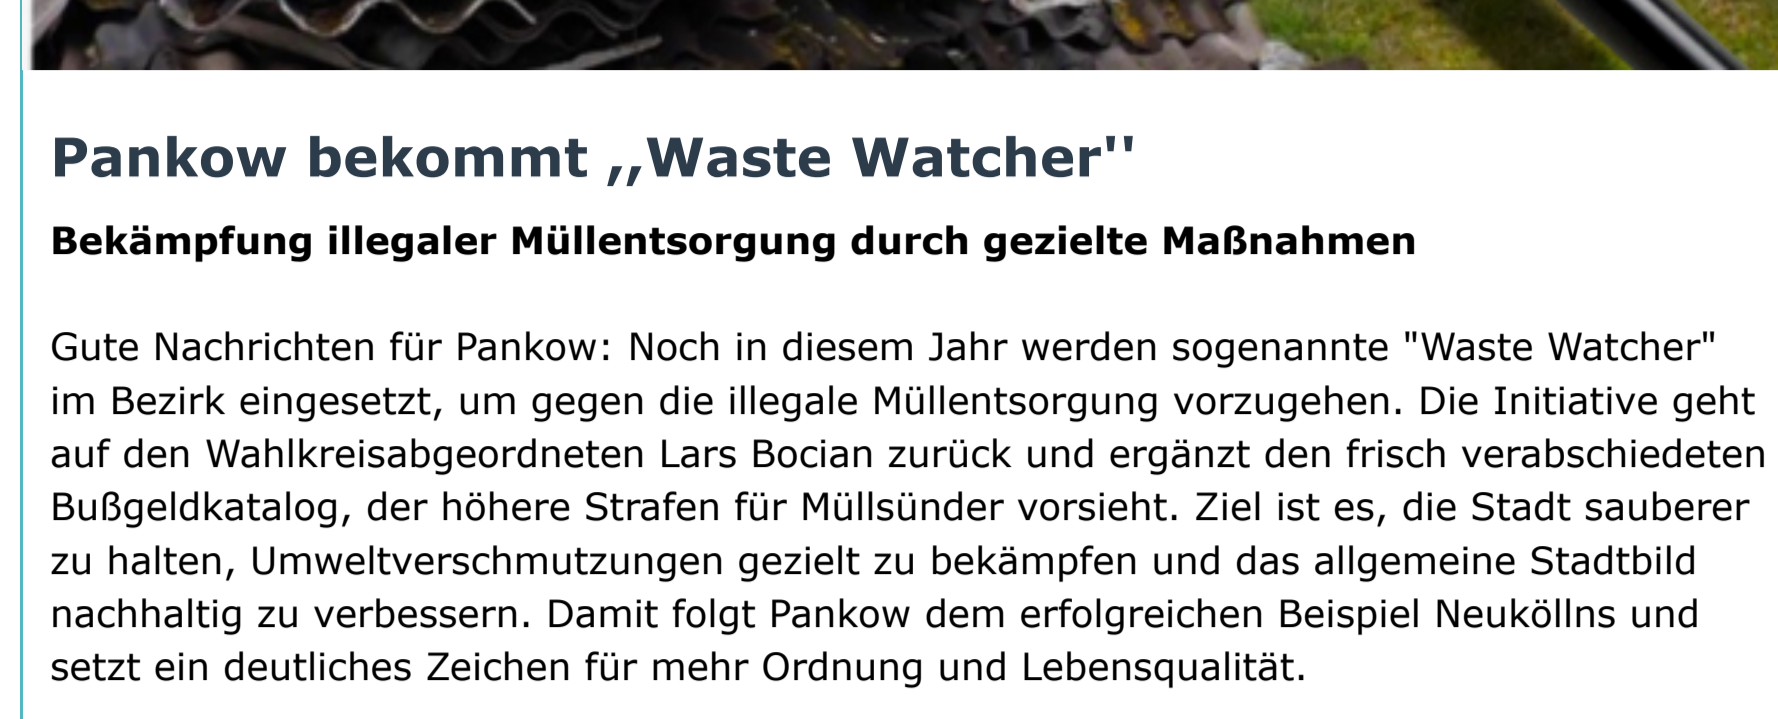 Pankow bekommt ,,Waste Watcher''
Bekämpfung illegaler Müllentsorgung durch gezielte Maßnahmen
Gute Nachrichten für Pankow: Noch in diesem Jahr werden sogenannte "Waste Watcher"
im Bezirk eingesetzt, um gegen die illegale Müllentsorgung vorzugehen. Die Initiative geht
auf den Wahlkreisabgeordneten Lars Bocian zurück und ergänzt den frisch verabschiedeten
Bußgeldkatalog, der höhere Strafen für Müllsünder vorsieht. Ziel ist es, die Stadt sauberer
zu halten, Umweltverschmutzungen gezielt zu bekämpfen und das allgemeine Stadtbild
nachhaltig zu verbessern. Damit folgt Pankow dem erfolgreichen Beispiel Neuköllns und
setzt ein deutliches Zeichen für mehr Ordnung und Lebensqualität.